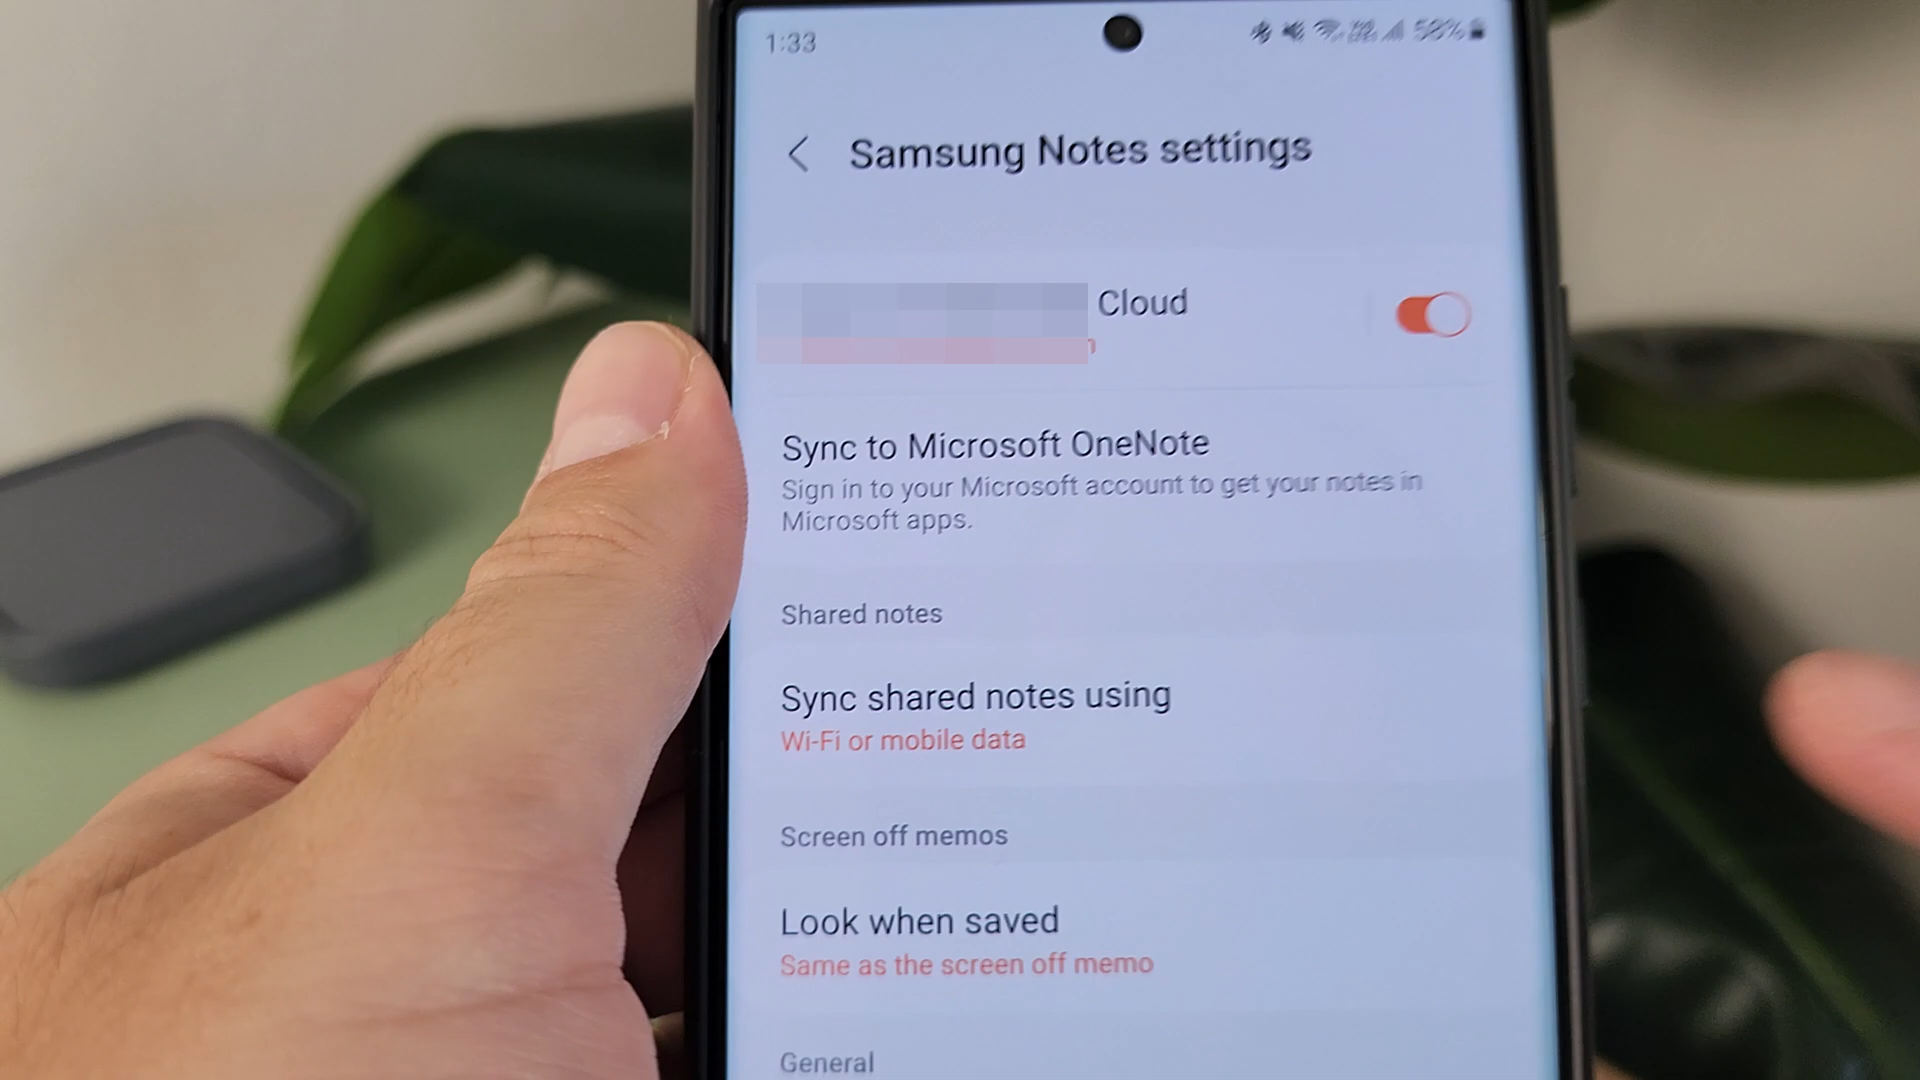 1:33
58%
Samsung Notes settings
Cloud
Sync to Microsoft OneNote
Sign in to your Microsoft account to get your notes in
Microsoft apps.
Shared notes
Sync shared notes using
Wi-Fi or mobile data
Screen off memos
Look when saved
Same as the screen off memo
General